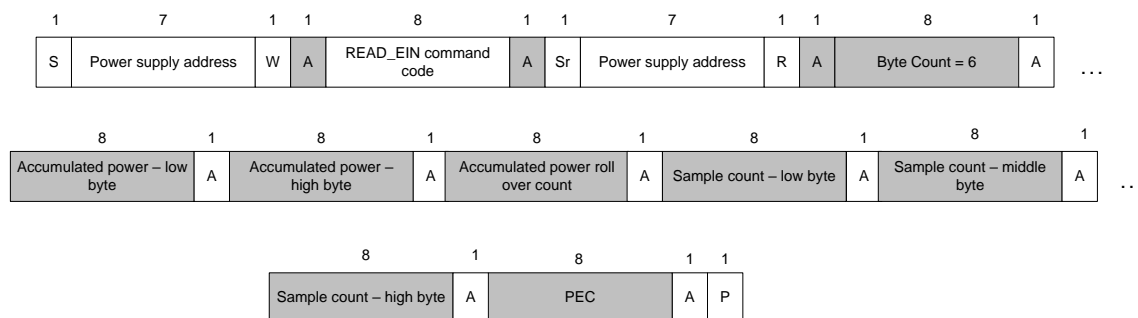 1 7 1 1 8 1 1 7 1 1 8 1
S Power supply address W A READ_EIN command code A Sr Power supply address R A Byte Count = 6 A ...
8 1 8 1 8 1 8 1 8 1
Accumulated power – low byte A Accumulated power – high byte A Accumulated power roll over count A Sample count – low byte A Sample count – middle byte A ..
8 1 8 1 1
Sample count – high byte A PEC A P